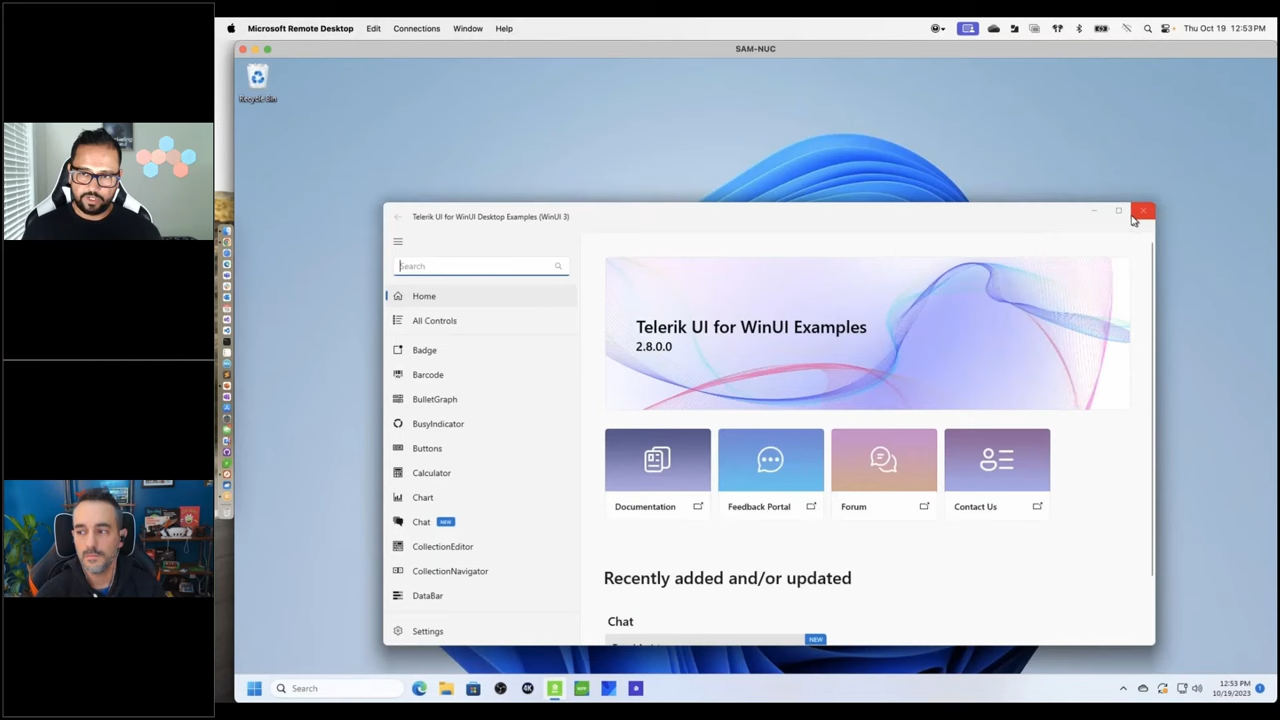 Microsoft Remote Desktop Edit Connections Window Help
Thu Oct 19 12:53 PM
SAM-NUC
Recycle Bin
Telerik UI for WinUI Desktop Examples (WinUI 3)
Search
Home
All Controls
Badge
Barcode
BulletGraph
BusyIndicator
Buttons
Calculator
Chart
Chat NEW
CollectionEditor
CollectionNavigator
DataBar
Settings
Telerik UI for WinUI Examples
2.8.0.0
Documentation
Feedback Portal
Forum
Contact Us
Recently added and/or updated
Chat
NEW
Search
12:53 PM
10/19/2023